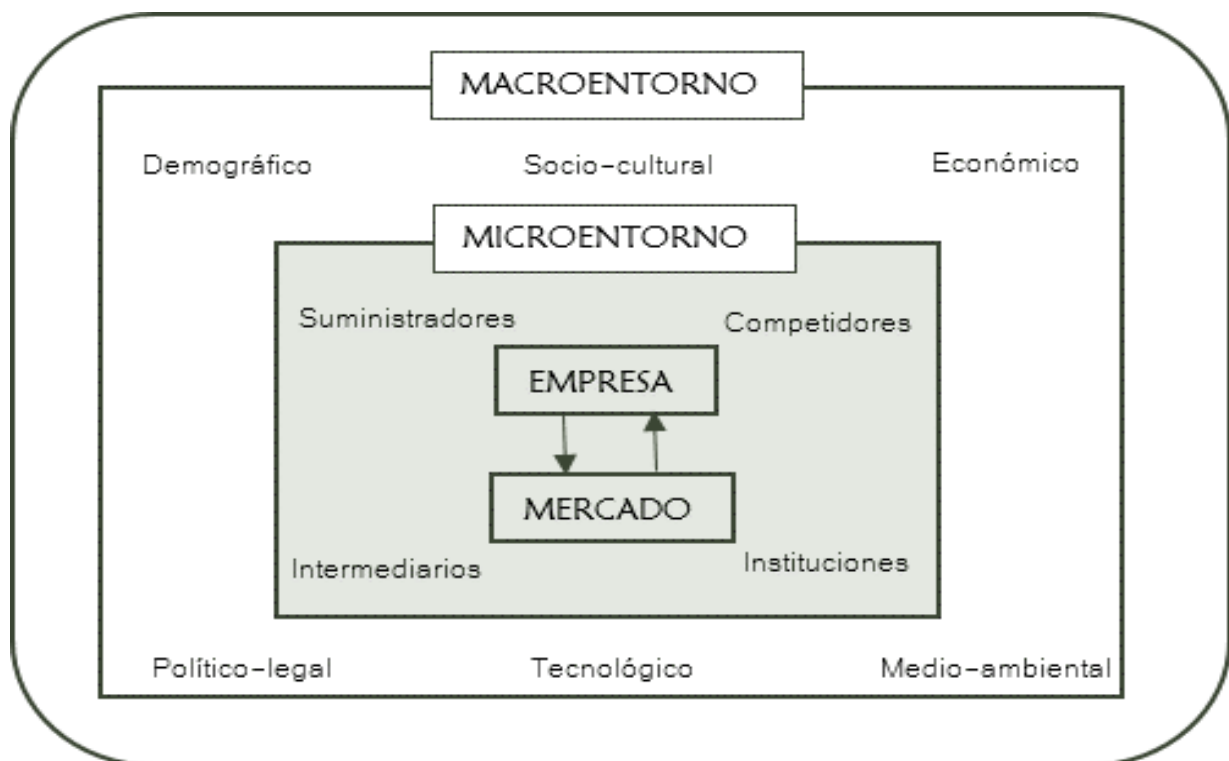 MACROENTORNO
Demográfico
Socio-cultural
Económico
MICROENTORNO
Suministradores
Competidores
EMPRESA
MERCADO
Intermediarios
Instituciones
Político-legal
Tecnológico
Medio-ambiental